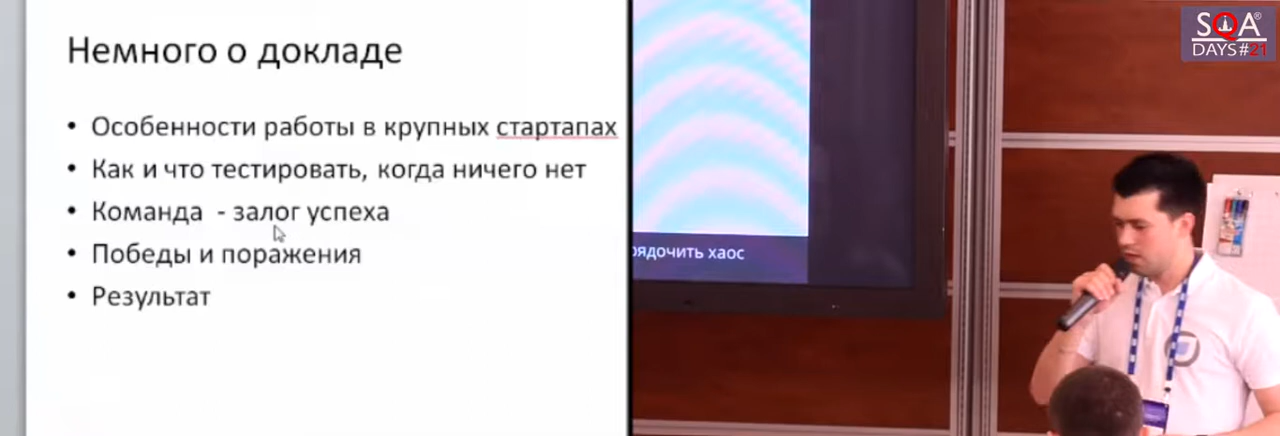 Немного о докладе
• Особенности работы в крупных стартапах
• Как и что тестировать, когда ничего нет
• Команда - залог успеха
• Победы и поражения
• Результат
рядочить хаос
SQA®
DAYS#21